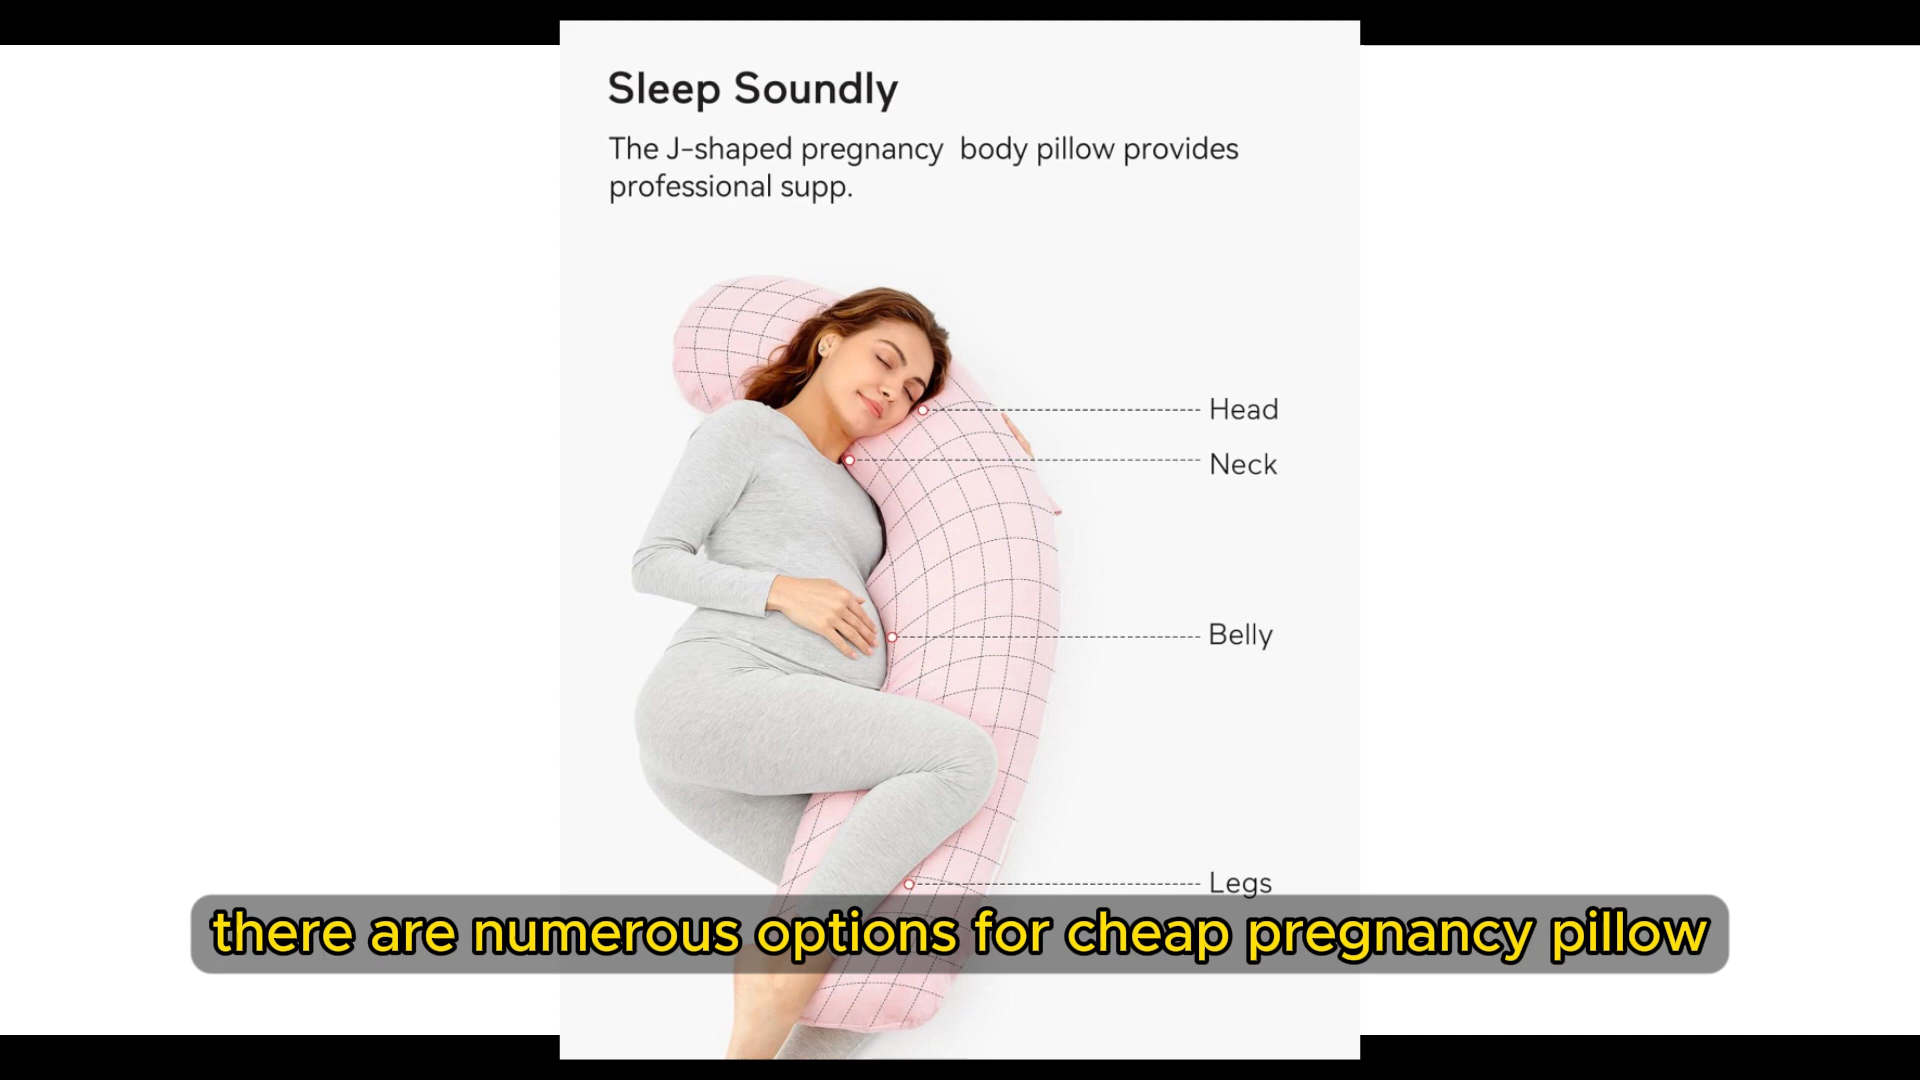 Sleep Soundly
The J-shaped pregnancy body pillow provides
professional supp.
Head
Neck
Belly
Legs
there are numerous options for cheap pregnancy pillow